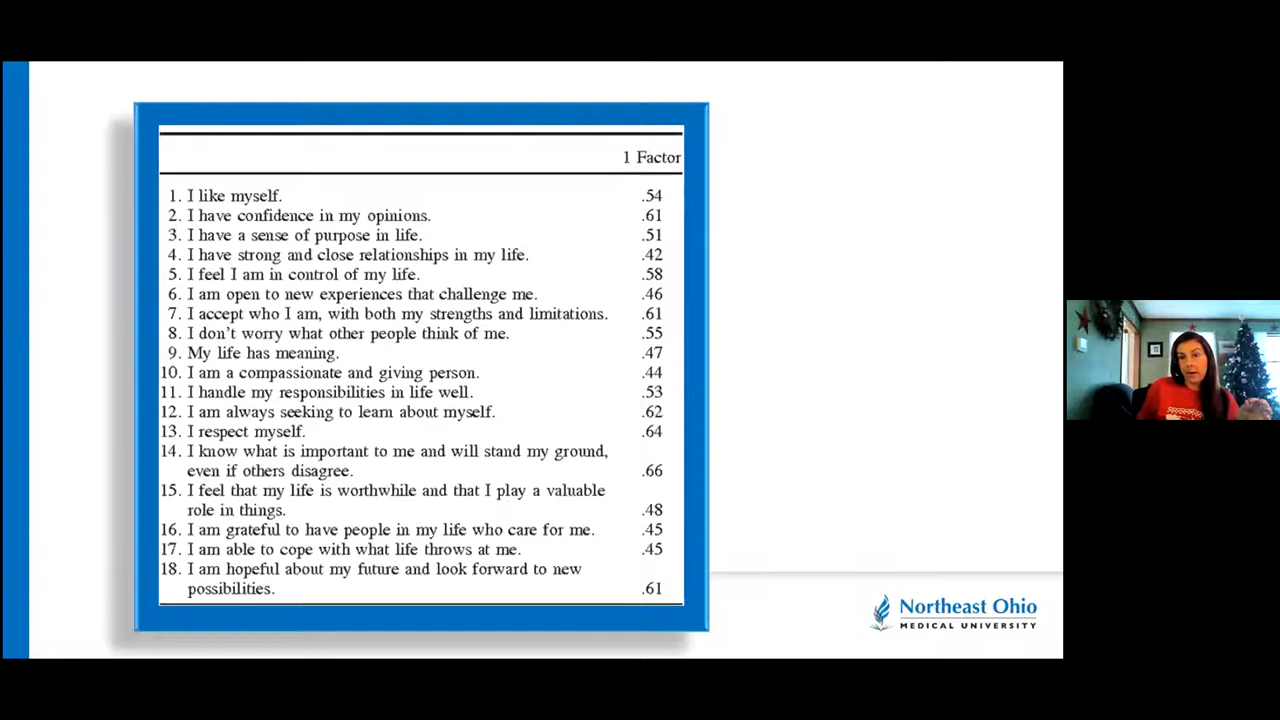 1 Factor
1. I like myself. .54
2. I have confidence in my opinions. .61
3. I have a sense of purpose in life. .51
4. I have strong and close relationships in my life. .42
5. I feel I am in control of my life. .58
6. I am open to new experiences that challenge me. .46
7. I accept who I am, with both my strengths and limitations. .61
8. I don't worry what other people think of me. .55
9. My life has meaning. .47
10. I am a compassionate and giving person. .44
11. I handle my responsibilities in life well. .53
12. I am always seeking to learn about myself. .62
13. I respect myself. .64
14. I know what is important to me and will stand my ground,
even if others disagree. .66
15. I feel that my life is worthwhile and that I play a valuable
role in things. .48
16. I am grateful to have people in my life who care for me. .45
17. I am able to cope with what life throws at me. .45
18. I am hopeful about my future and look forward to new
possibilities. .61
Northeast Ohio
MEDICAL UNIVERSITY